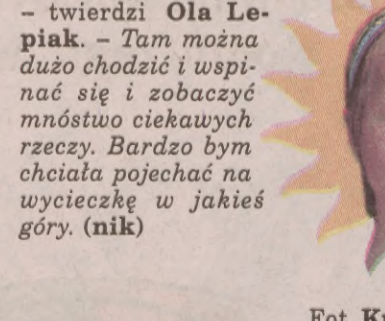 – twierdzi Ola Le-
piak. – Tam można
dużo chodzić i wspi-
nać się i zobaczyć
mnóstwo ciekawych
rzeczy. Bardzo bym
chciała pojechać na
wycieczkę w jakieś
góry. (nik)
Fot.